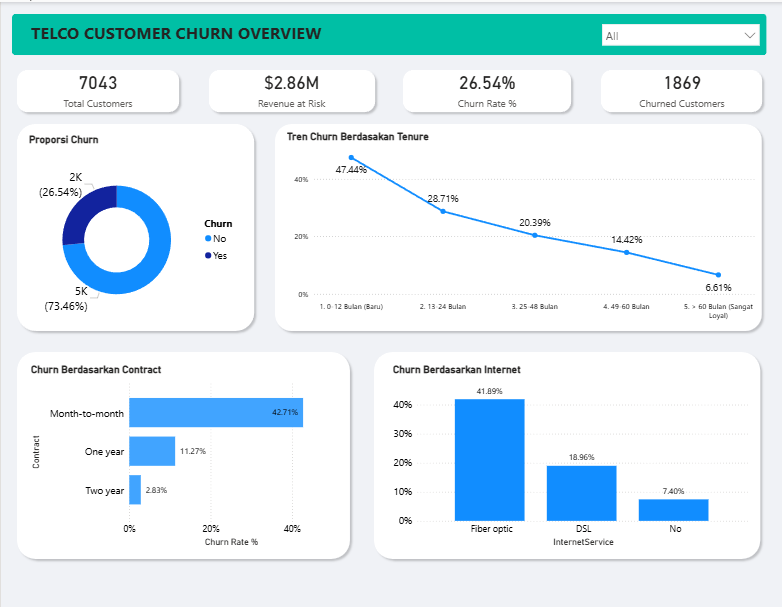 TELCO CUSTOMER CHURN OVERVIEW
All
7043
Total Customers
$2.86M
Revenue at Risk
26.54%
Churn Rate %
1869
Churned Customers
Proporsi Churn
2K
(26.54%)
5K
(73.46%)
Churn
No
Yes
Tren Churn Berdasakan Tenure
40%
20%
0%
47.44%
28.71%
20.39%
14.42%
6.61%
1. 0-12 Bulan (Baru)
2. 13-24 Bulan
3. 25-48 Bulan
4. 49-60 Bulan
5. > 60 Bulan (Sangat
Loyal)
Churn Berdasarkan Contract
Contract
Month-to-month
42.71%
One year
11.27%
Two year
2.83%
0%
20%
40%
Churn Rate %
Churn Berdasarkan Internet
40%
30%
20%
10%
0%
41.89%
18.96%
7.40%
Fiber optic
DSL
No
InternetService